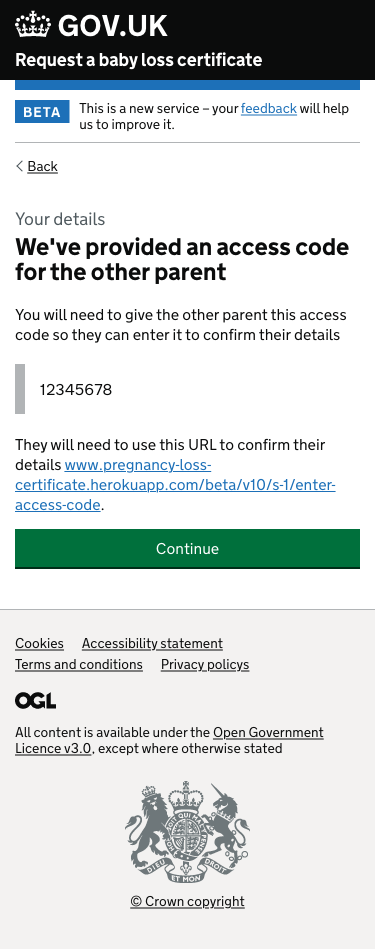 GOV.UK
Request a baby loss certificate
BETA
This is a new service – your feedback will help
us to improve it.
Back
Your details
We've provided an access code
for the other parent
You will need to give the other parent this access
code so they can enter it to confirm their details
12345678
They will need to use this URL to confirm their
details www.pregnancy-loss-
certificate.herokuapp.com/beta/v10/s-1/enter-
access-code.
Continue
Cookies Accessibility statement
Terms and conditions Privacy policys
OGL
All content is available under the Open Government
Licence v3.0, except where otherwise stated
DIEU ET MON DROIT
© Crown copyright